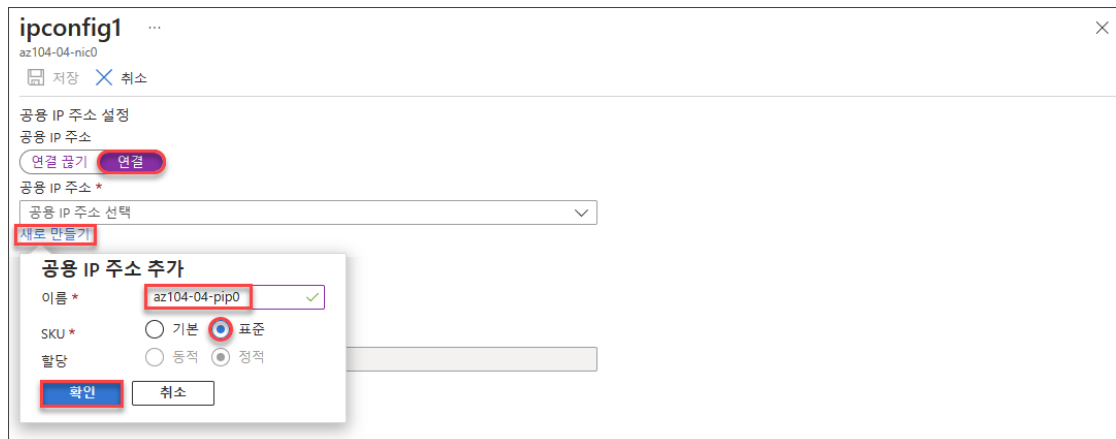 ipconfig1 ...
az104-04-nic0
저장 취소
공용 IP 주소 설정
공용 IP 주소
연결 끊기 연결
공용 IP 주소 *
공용 IP 주소 선택
새로 만들기
공용 IP 주소 추가
이름 * az104-04-pip0
SKU * 기본 표준
할당 동적 정적
확인 취소